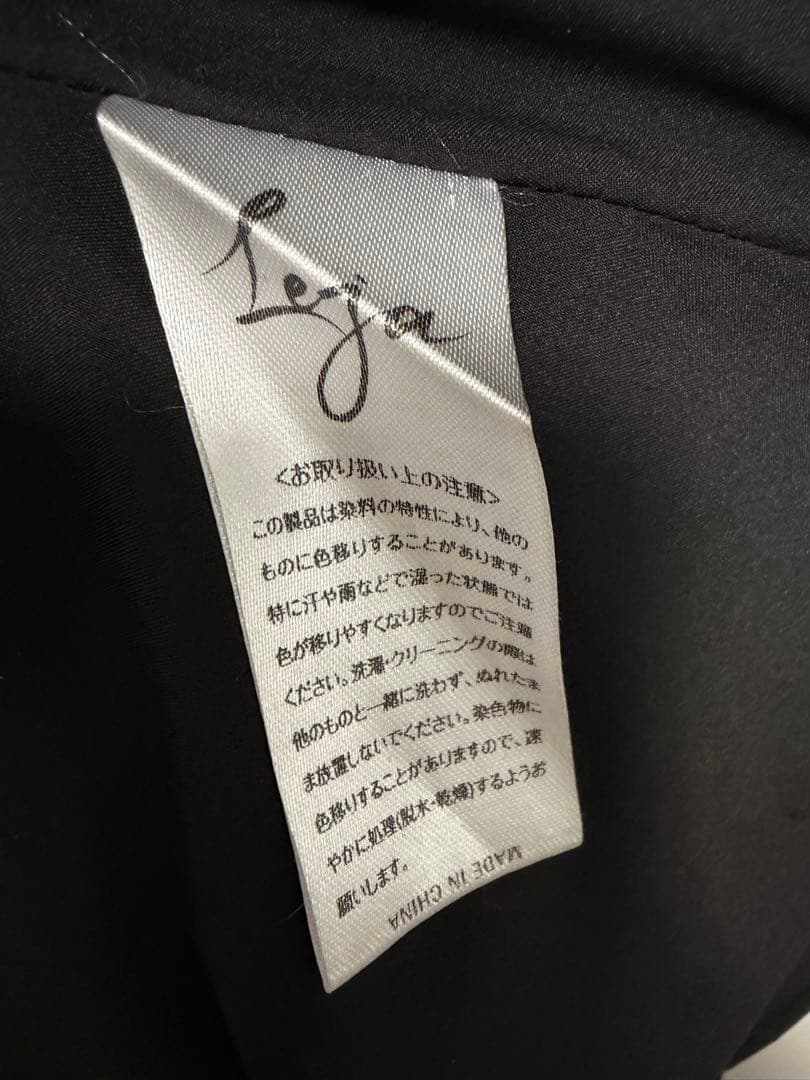 Leja
<お取り扱い上の注意>
この製品は染料の特性により、他の
ものに色移りすることがあります。
特に汗や雨などで湿った状態では
色が移りやすくなりますのでご注意
ください。洗濯・クリーニングの際は
他のものと一緒に洗わず、ぬれたま
ま放置しないでください。染色物に
色移りすることがありますので、速
やかに処理(脱水・乾燥)するようお
願いします。
MADE IN CHINA